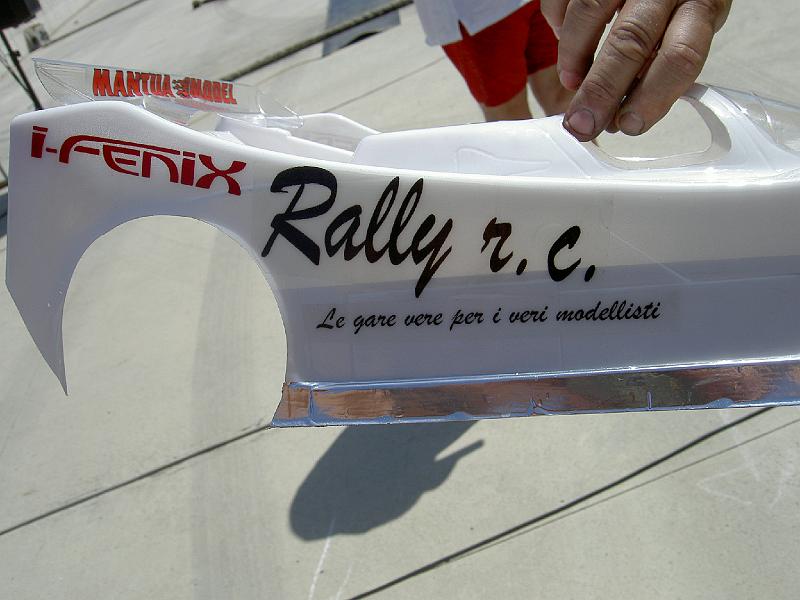 MANTUA MODEL
i-FENIX
Rally r.c.
Le gare vere per i veri modellisti